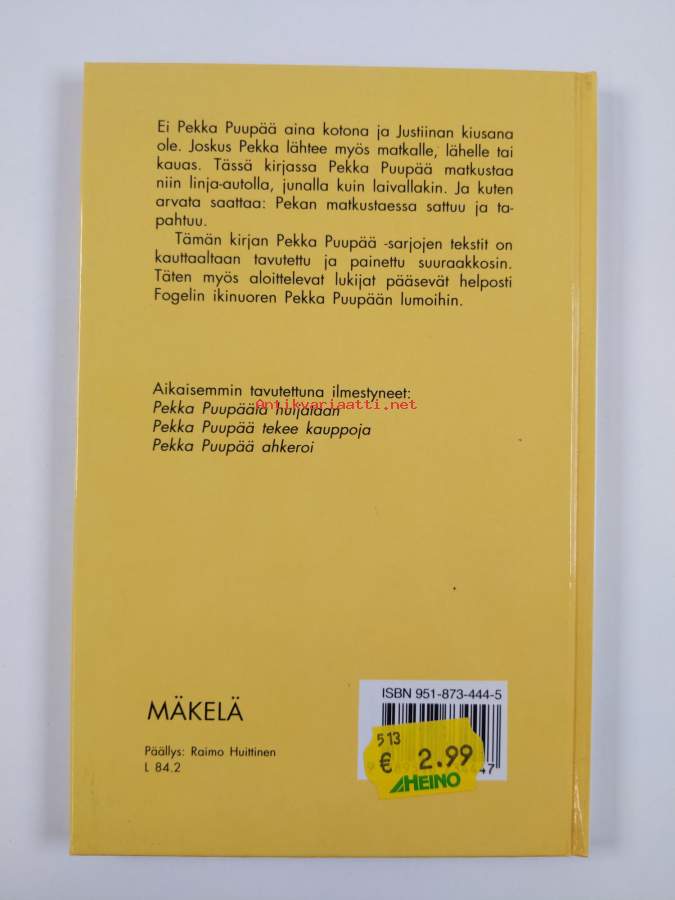 Ei Pekka Puupää aina kotona ja Justiinan kiusana
ole. Joskus Pekka lähtee myös matkalle, lähelle tai
kauas. Tässä kirjassa Pekka Puupää matkustaa
niin linja-autolla, junalla kuin laivallakin. Ja kuten
arvata saattaa: Pekan matkustaessa sattuu ja ta-
pahtuu.
Tämän kirjan Pekka Puupää -sarjojen tekstit on
kauttaaltaan tavutettu ja painettu suuraakkosin.
Täten myös aloittelevat lukijat pääsevät helposti
Fogelin ikinuoren Pekka Puupään lumoihin.
Aikaisemmin tavutettuna ilmestyneet:
Antikvariaatti.net
Pekka Puupäälä huijataan
Pekka Puupää tekee kauppoja
Pekka Puupää ahkeroi
MÄKELÄ
Päällys: Raimo Huittinen
L 84.2
ISBN 951-873-444-5
513
€ 2.99
HEINO